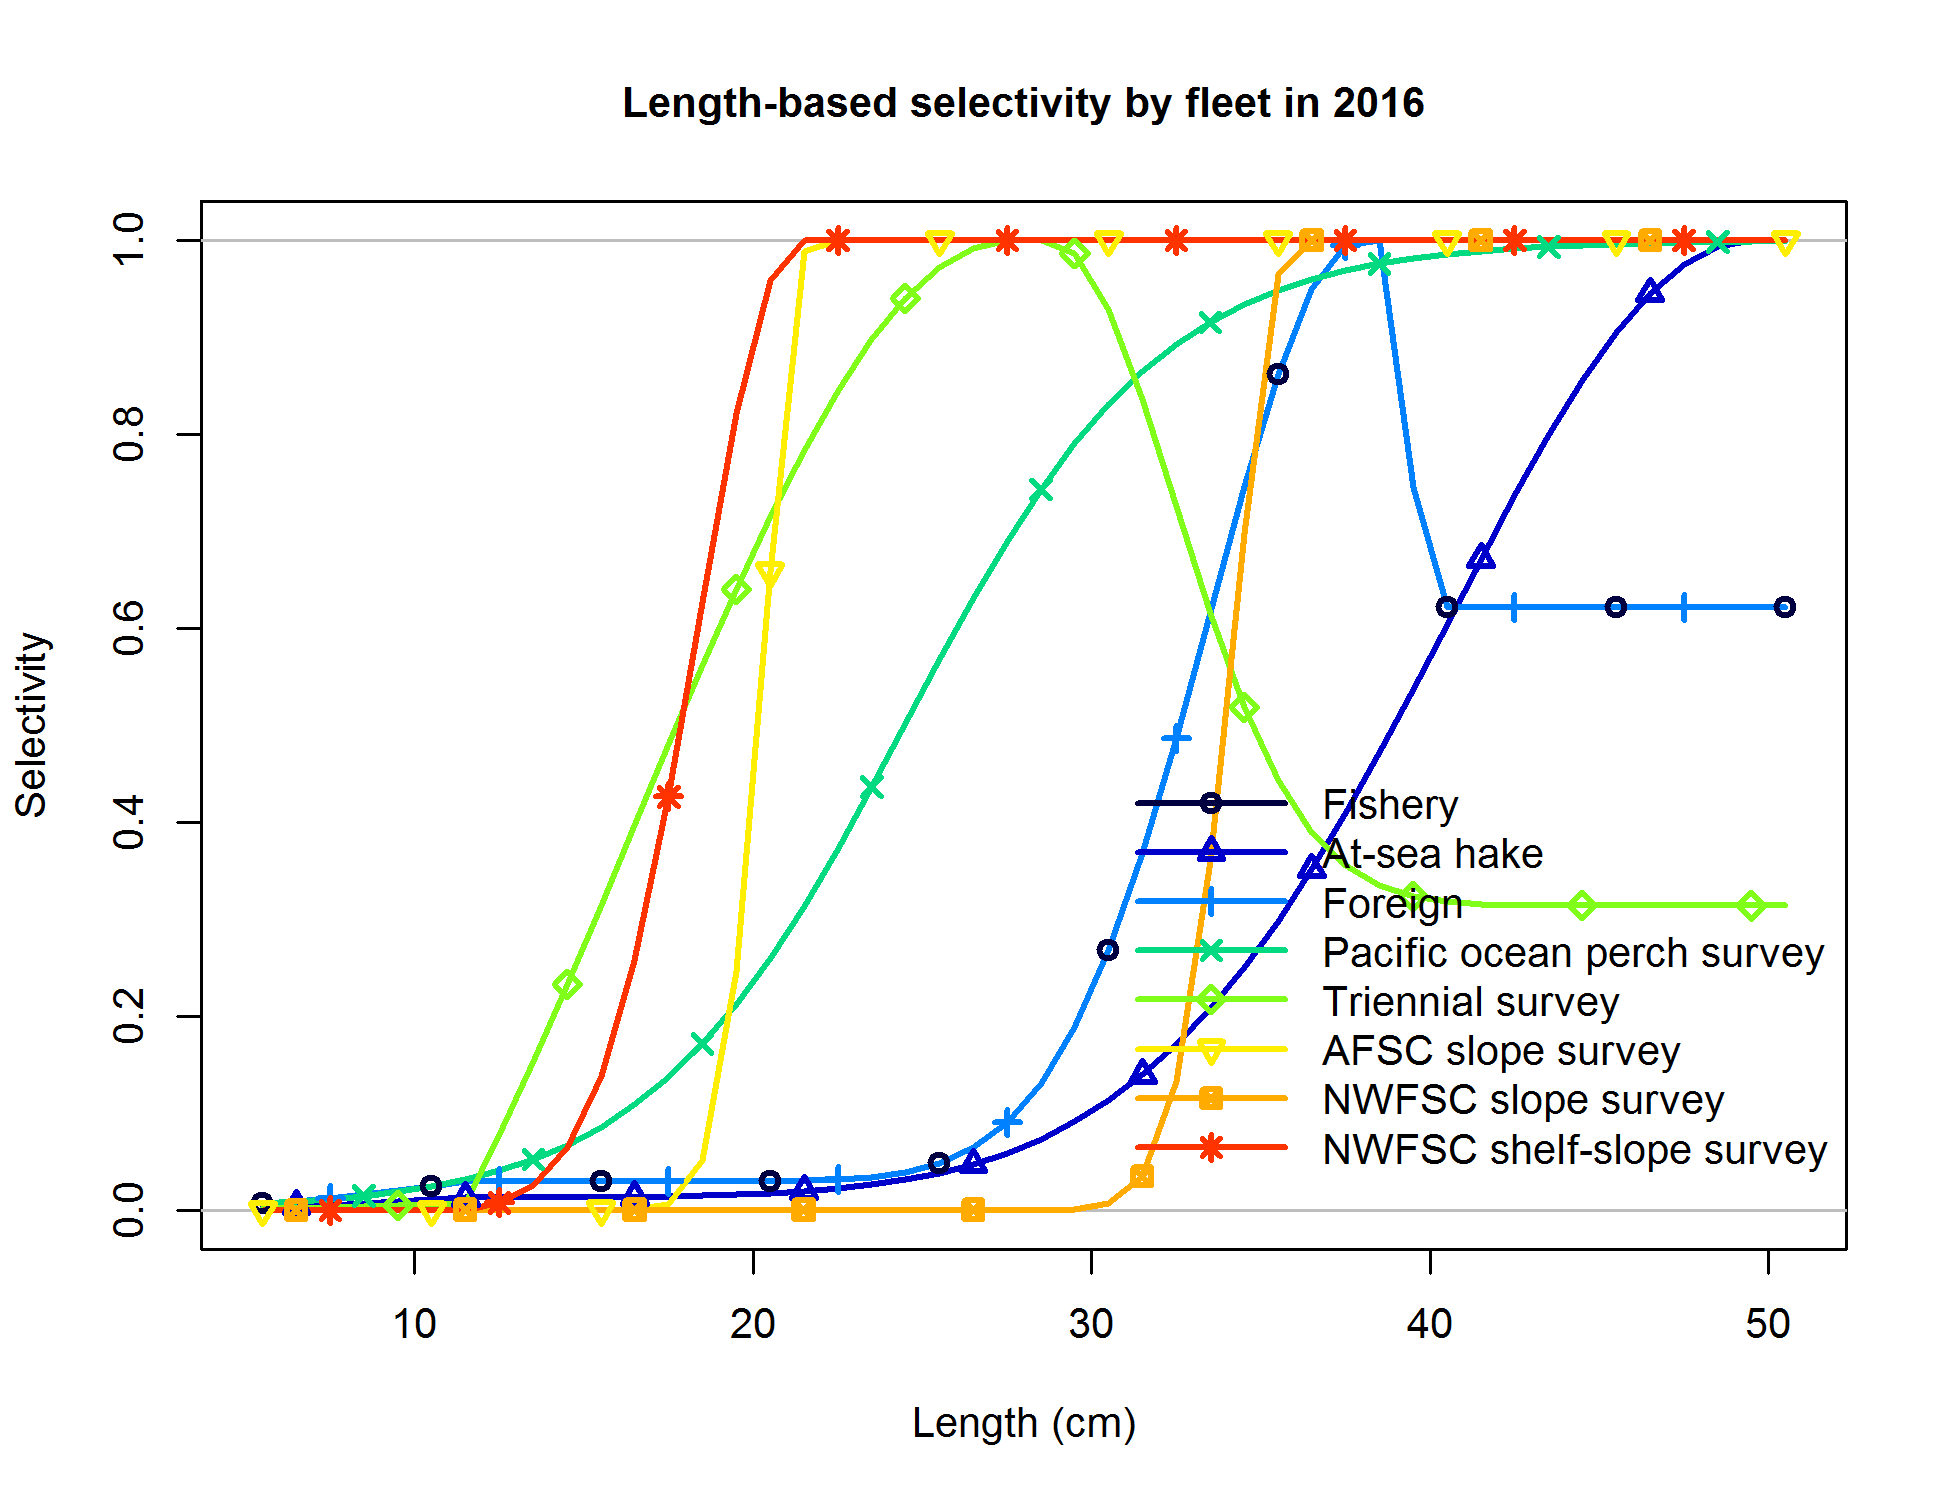 Length-based selectivity by fleet in 2016
Selectivity
1.0
0.8
0.6
0.4
0.2
0.0
Fishery
At-sea hake
Foreign
Pacific ocean perch survey
Triennial survey
AFSC slope survey
NWFSC slope survey
NWFSC shelf-slope survey
10 20 30 40 50
Length (cm)